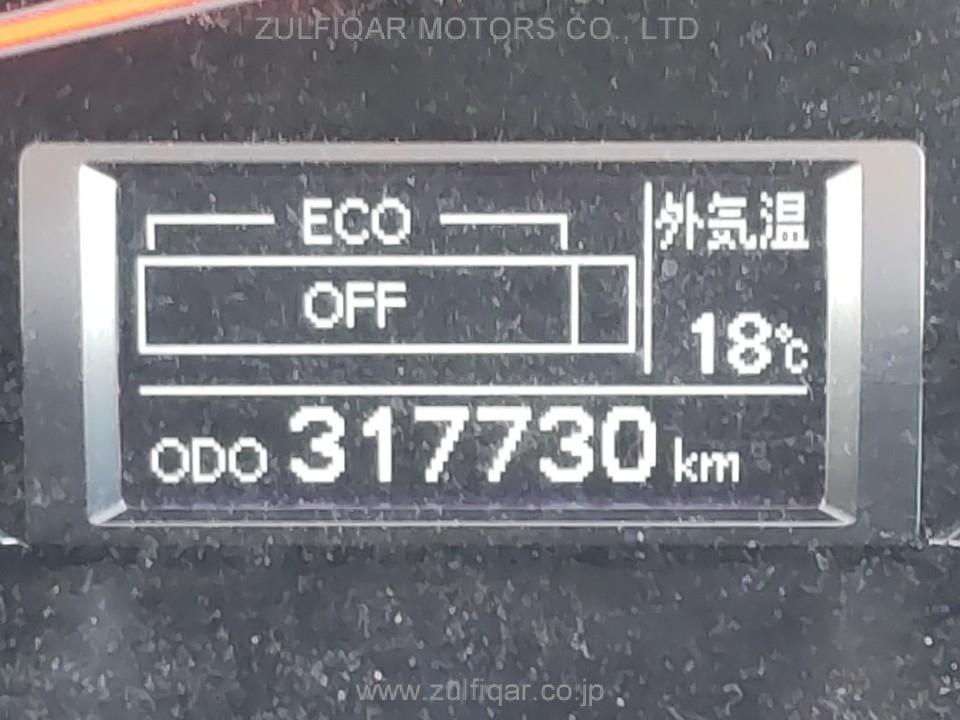 ZULFIQAR MOTORS CO., LTD
ECO
外気温
OFF
18℃
ODO 317730 km
www.zulfiqar.co.jp